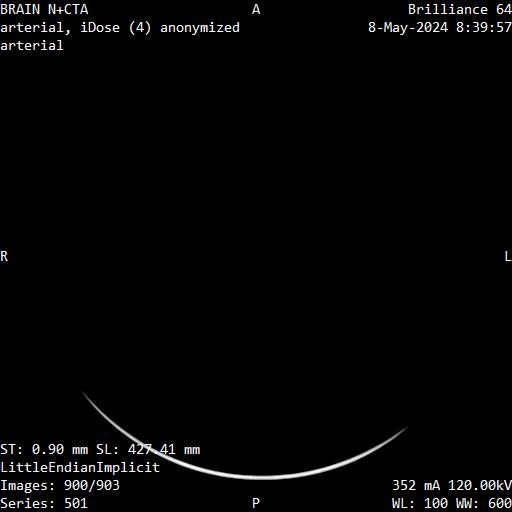 BRAIN N+CTA
A
Brilliance 64
arterial, iDose (4) anonymized
8-May-2024 8:39:57
arterial
R
L
ST: 0.90 mm SL: 427.41 mm
LittleEndianImplicit
Images: 900/903
352 mA 120.00kV
Series: 501
P
WL: 100 WW: 600